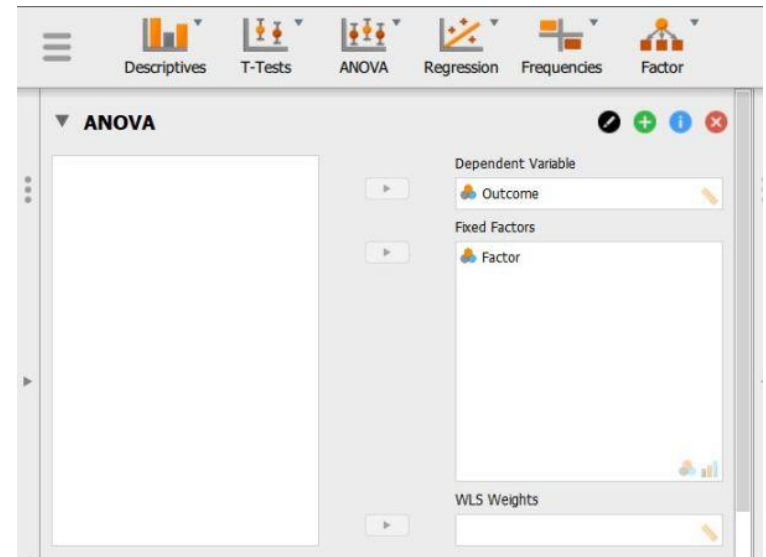 Descriptives T-Tests ANOVA Regression Frequencies Factor
ANOVA
Dependent Variable
Outcome
Fixed Factors
Factor
WLS Weights